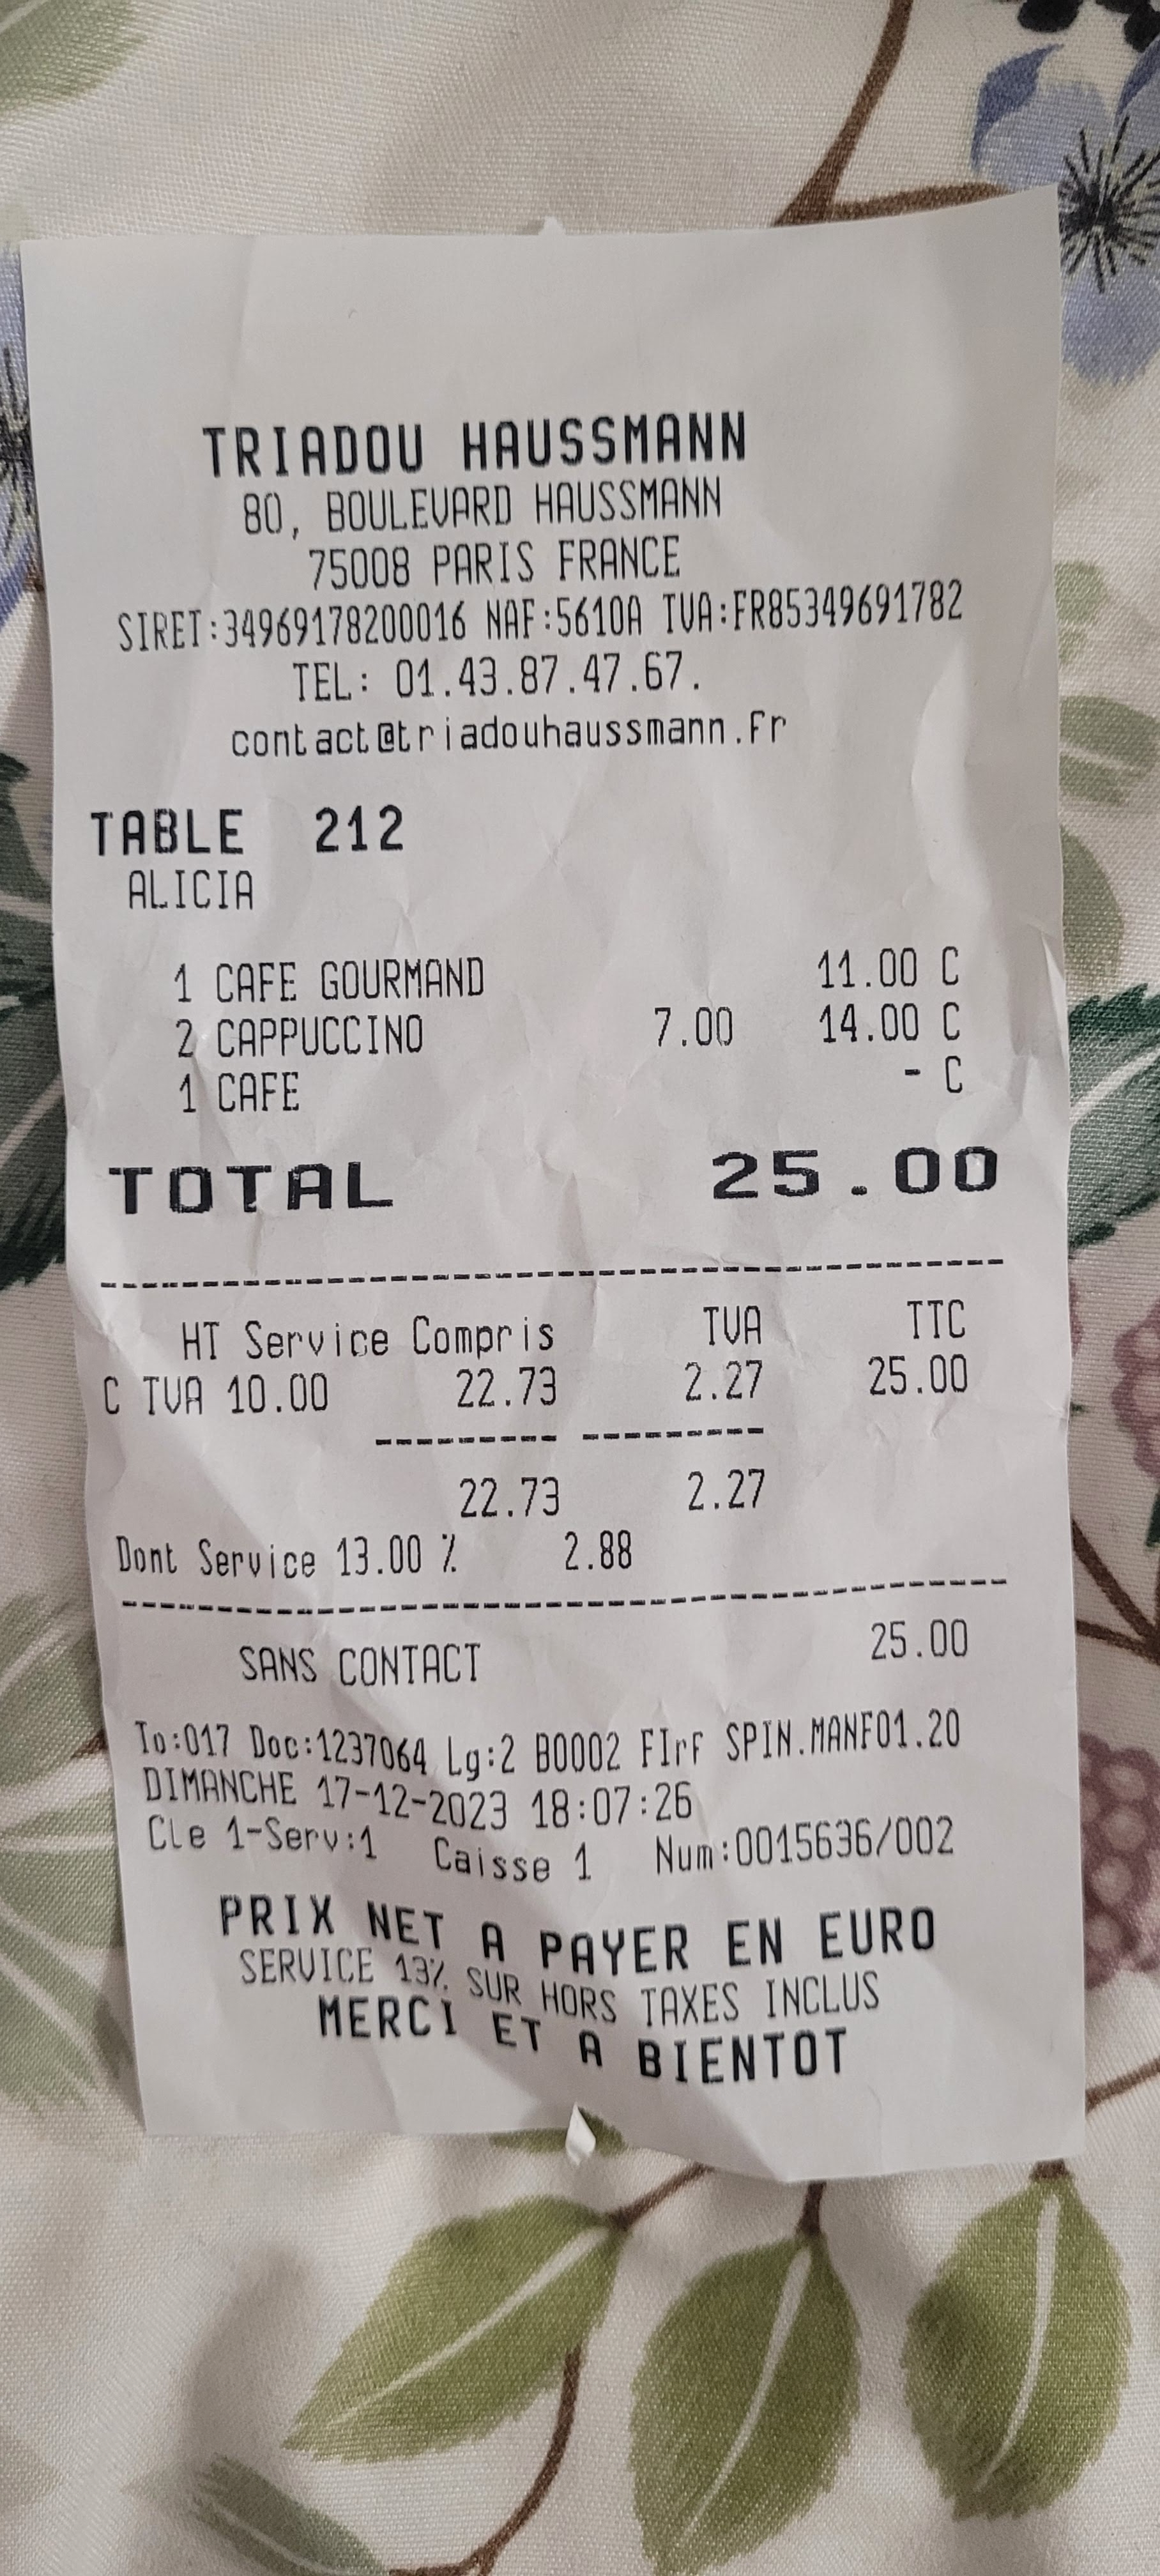 TRIADOU HAUSSMANN
80, BOULEVARD HAUSSMANN
75008 PARIS FRANCE
SIRET:34969178200016 NAF:5610A TVA:FR85349691782
TEL: 01.43.87.47.67.
contact@triadouhaussmann.fr
TABLE 212
ALICIA
1 CAFE GOURMAND 11.00 C
2 CAPPUCCINO 7.00 14.00 C
1 CAFE - C
TOTAL 25.00
HT Service Compris TVA TTC
C TVA 10.00 22.73 2.27 25.00
22.73 2.27
Dont Service 13.00 % 2.88
SANS CONTACT 25.00
To:017 Doc:1237064 Lg:2 B0002 FIrF SPIN.MANF01.20
DIMANCHE 17-12-2023 18:07:26
Cle 1-Serv:1 Caisse 1 Num:0015636/002
PRIX NET A PAYER EN EURO
SERVICE 13% SUR HORS TAXES INCLUS
MERCI ET A BIENTOT